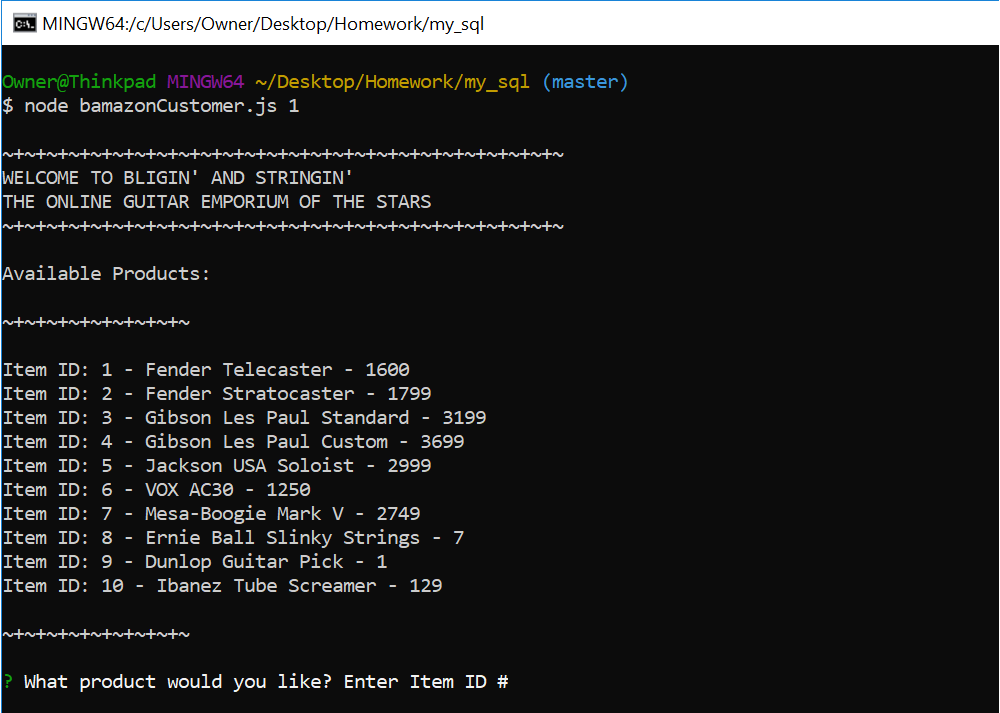 MINGW64:/c/Users/Owner/Desktop/Homework/my_sql
Owner@Thinkpad MINGW64 ~/Desktop/Homework/my_sql (master)
$ node bamazonCustomer.js 1
~+~+~+~+~+~+~+~+~+~+~+~+~+~+~+~+~+~+~+~+~+~+~+~+~+~
WELCOME TO BLIGIN' AND STRINGIN'
THE ONLINE GUITAR EMPORIUM OF THE STARS
~+~+~+~+~+~+~+~+~+~+~+~+~+~+~+~+~+~+~+~+~+~+~+~+~+~
Available Products:
~+~+~+~+~+~+~+~+~
Item ID: 1 - Fender Telecaster - 1600
Item ID: 2 - Fender Stratocaster - 1799
Item ID: 3 - Gibson Les Paul Standard - 3199
Item ID: 4 - Gibson Les Paul Custom - 3699
Item ID: 5 - Jackson USA Soloist - 2999
Item ID: 6 - VOX AC30 - 1250
Item ID: 7 - Mesa-Boogie Mark V - 2749
Item ID: 8 - Ernie Ball Slinky Strings - 7
Item ID: 9 - Dunlop Guitar Pick - 1
Item ID: 10 - Ibanez Tube Screamer - 129
~+~+~+~+~+~+~+~+~
? What product would you like? Enter Item ID #